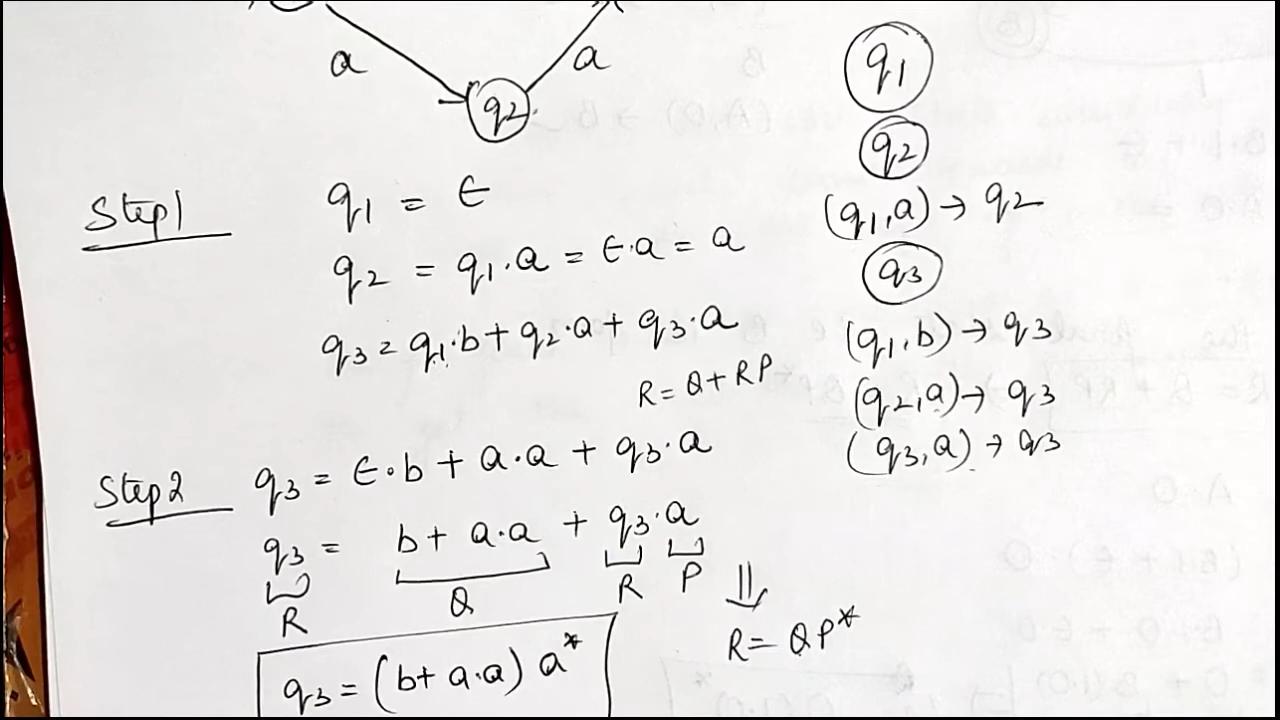 a
a
q2
Step1
q1 = ε
q2 = q1.a = ε.a = a
q3 = q1.b + q2.a + q3.a
R = Q + RP
Step2
q3 = ε.b + a.a + q3.a
q3 = b + a.a + q3.a
R
Q
R
P
⇓
R = QP*
q3 = (b + a.a) a*
q1
q2
(q1, a) → q2
q3
(q1, b) → q3
(q2, a) → q3
(q3, a) → q3